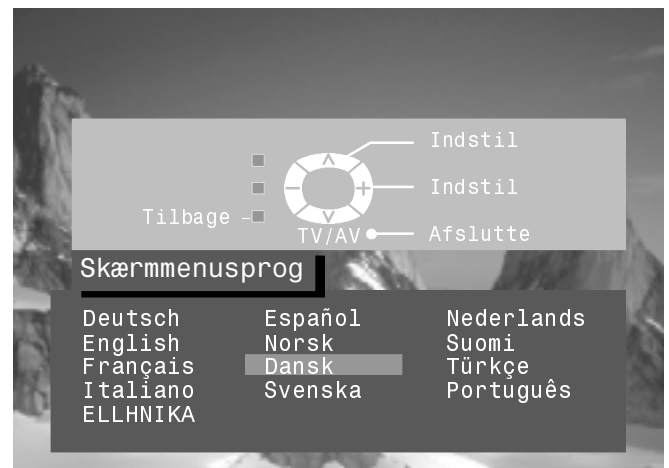 Indstil
Indstil
Tilbage
TV/AV
Afslutte
Skærmmenusprog
Deutsch Español Nederlands
English Norsk Suomi
Français Dansk Türkçe
Italiano Svenska Português
ELLHNIKA